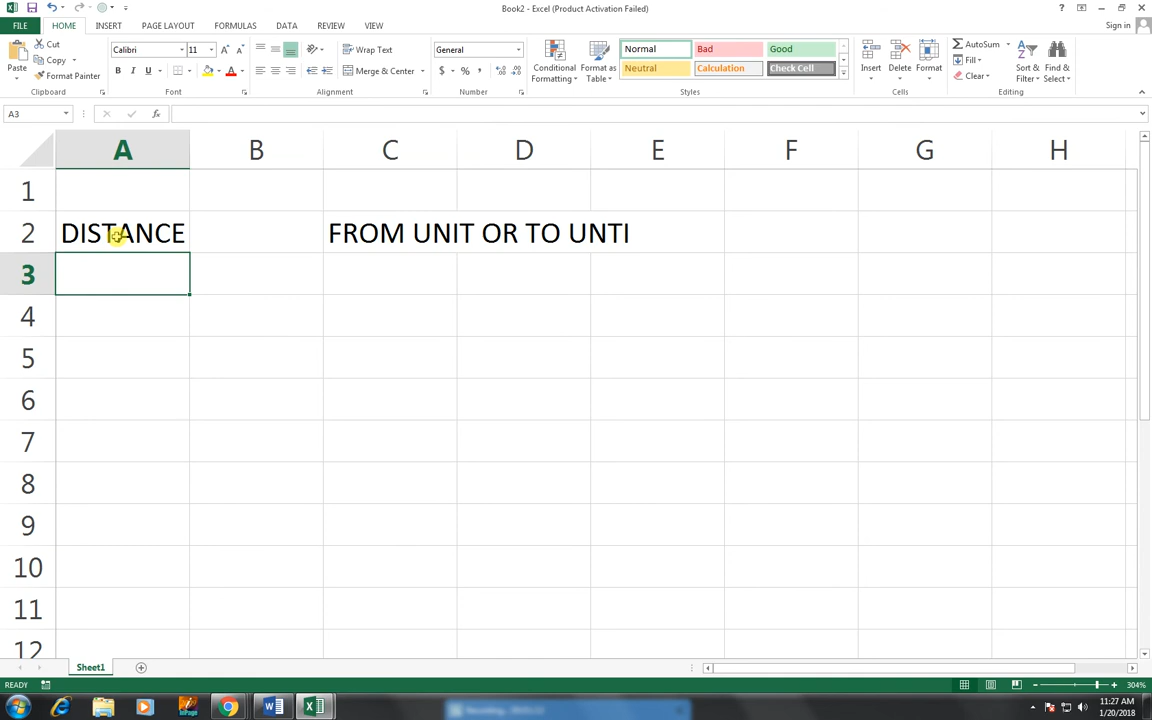 Book2 - Excel (Product Activation Failed)
FILE HOME INSERT PAGE LAYOUT FORMULAS DATA REVIEW VIEW Sign in
Paste Cut Copy Format Painter
Calibri 11
Wrap Text
Merge & Center
General
Conditional Formatting Format as Table
Normal Bad Good
Neutral Calculation Check Cell
Insert Delete Format
AutoSum Fill Clear
Sort & Filter Find & Select
Clipboard Font Alignment Number Styles Cells Editing
A3
A B C D E F G H
1
2 DISTANCE FROM UNIT OR TO UNTI
3
4
5
6
7
8
9
10
11
12
Sheet1
READY 304%
11:27 AM
1/20/2018